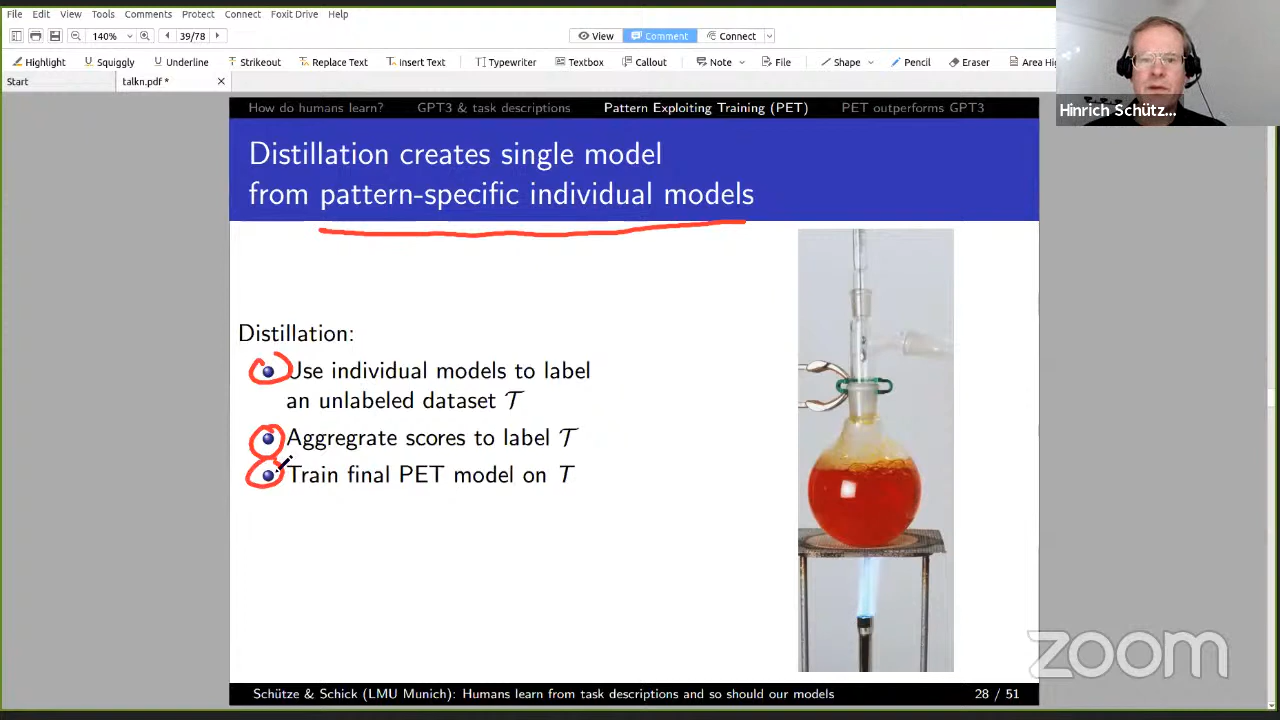 File Edit View Tools Comments Protect Connect Foxit Drive Help
140% 39/78 View Comment Connect
Highlight Squiggly Underline Strikeout Replace Text Insert Text Typewriter Textbox Callout Note File Shape Pencil Eraser Area Hi
Start talkn.pdf *
Hinrich Schütz...
How do humans learn? GPT3 & task descriptions Pattern Exploiting Training (PET) PET outperforms GPT3
Distillation creates single model
from pattern-specific individual models
Distillation:
Use individual models to label
an unlabeled dataset 𝒯
Aggregrate scores to label 𝒯
Train final PET model on 𝒯
zoom
Schütze & Schick (LMU Munich): Humans learn from task descriptions and so should our models 28 / 51